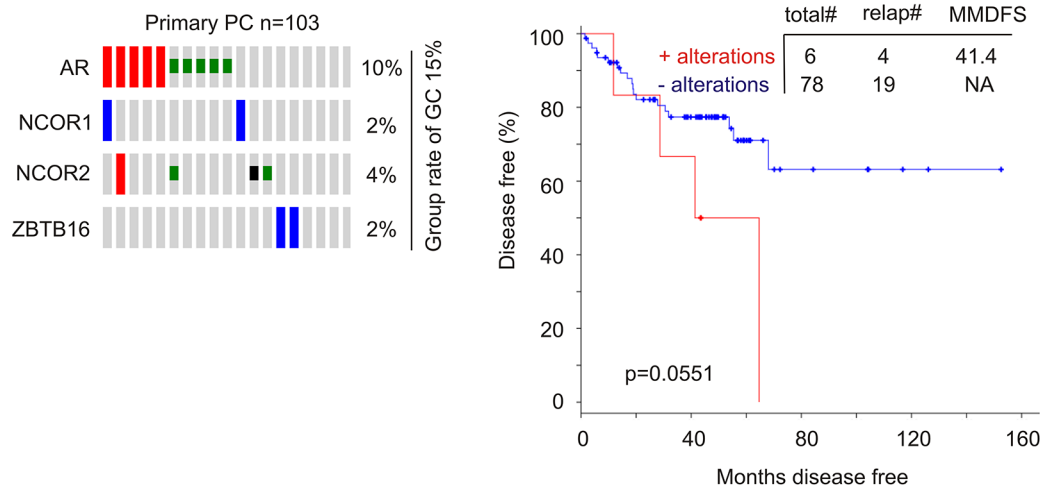 Primary PC n=103
AR 10%
NCOR1 2%
NCOR2 4%
ZBTB16 2%
Group rate of GC 15%
total# relap# MMDFS
+ alterations 6 4 41.4
- alterations 78 19 NA
100
80
60
40
20
0
Disease free (%)
p=0.0551
0 40 80 120 160
Months disease free